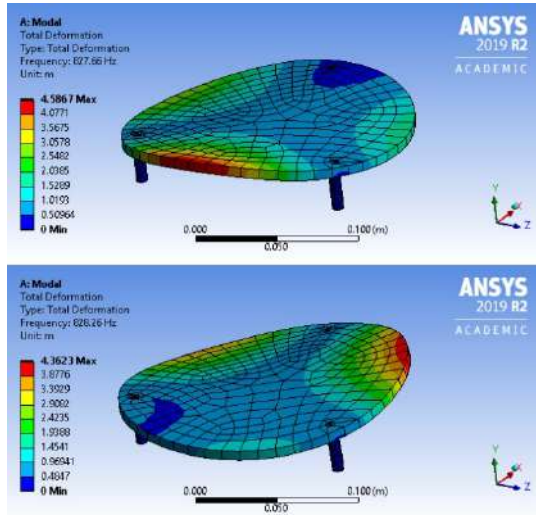 A: Modal
Total Deformation
Type: Total Deformation
Frequency: 827.66 Hz
Unit: m
4.5867 Max
4.0771
3.5675
3.0578
2.5482
2.0385
1.5289
1.0193
0.50964
0 Min
ANSYS
2019 R2
ACADEMIC
0.000
0.100 (m)
0.050
Y
X
Z
A: Modal
Total Deformation
Type: Total Deformation
Frequency: 828.26 Hz
Unit: m
4.3623 Max
3.8776
3.3929
2.9082
2.4235
1.9388
1.4541
0.96941
0.4847
0 Min
ANSYS
2019 R2
ACADEMIC
0.000
0.100 (m)
0.050
Y
X
Z